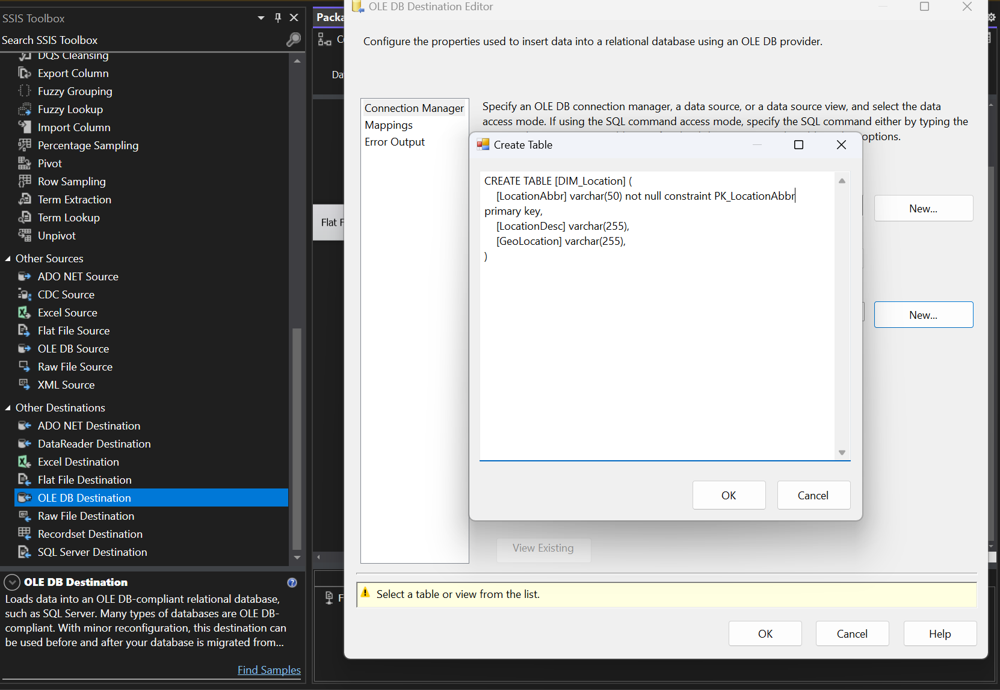 SSIS Toolbox
Search SSIS Toolbox
DQS Cleansing
Export Column
Fuzzy Grouping
Fuzzy Lookup
Import Column
Percentage Sampling
Pivot
Row Sampling
Term Extraction
Term Lookup
Unpivot
Other Sources
ADO NET Source
CDC Source
Excel Source
Flat File Source
OLE DB Source
Raw File Source
XML Source
Other Destinations
ADO NET Destination
DataReader Destination
Excel Destination
Flat File Destination
OLE DB Destination
Raw File Destination
Recordset Destination
SQL Server Destination
OLE DB Destination
Loads data into an OLE DB-compliant relational database,
such as SQL Server. Many types of databases are OLE DB-
compliant. With minor reconfiguration, this destination can
be used before and after your database is migrated from...
Find Samples
Packa
C
Da
Flat F
F
OLE DB Destination Editor
Configure the properties used to insert data into a relational database using an OLE DB provider.
Connection Manager
Mappings
Error Output
Specify an OLE DB connection manager, a data source, or a data source view, and select the data
access mode. If using the SQL command access mode, specify the SQL command either by typing the
options.
New...
New...
Create Table
CREATE TABLE [DIM_Location] (
[LocationAbbr] varchar(50) not null constraint PK_LocationAbbr
primary key,
[LocationDesc] varchar(255),
[GeoLocation] varchar(255),
)
OK
Cancel
View Existing
Select a table or view from the list.
OK
Cancel
Help